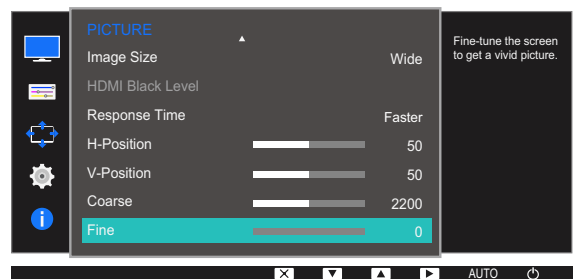 PICTURE
Image Size Wide
HDMI Black Level
Response Time Faster
H-Position 50
V-Position 50
Coarse 2200
Fine 0
Fine-tune the screen
to get a vivid picture.
AUTO